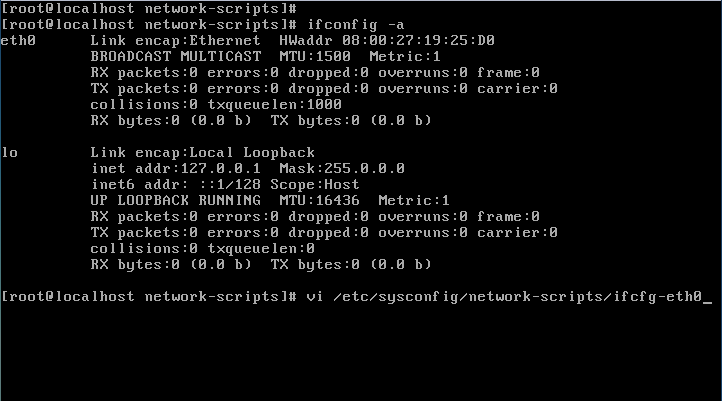 [root@localhost network-scripts]#
[root@localhost network-scripts]# ifconfig -a
eth0      Link encap:Ethernet  HWaddr 08:00:27:19:25:D0
          BROADCAST MULTICAST  MTU:1500  Metric:1
          RX packets:0 errors:0 dropped:0 overruns:0 frame:0
          TX packets:0 errors:0 dropped:0 overruns:0 carrier:0
          collisions:0 txqueuelen:1000
          RX bytes:0 (0.0 b)  TX bytes:0 (0.0 b)

lo        Link encap:Local Loopback
          inet addr:127.0.0.1  Mask:255.0.0.0
          inet6 addr: ::1/128 Scope:Host
          UP LOOPBACK RUNNING  MTU:16436  Metric:1
          RX packets:0 errors:0 dropped:0 overruns:0 frame:0
          TX packets:0 errors:0 dropped:0 overruns:0 carrier:0
          collisions:0 txqueuelen:0
          RX bytes:0 (0.0 b)  TX bytes:0 (0.0 b)

[root@localhost network-scripts]# vi /etc/sysconfig/network-scripts/ifcfg-eth0_